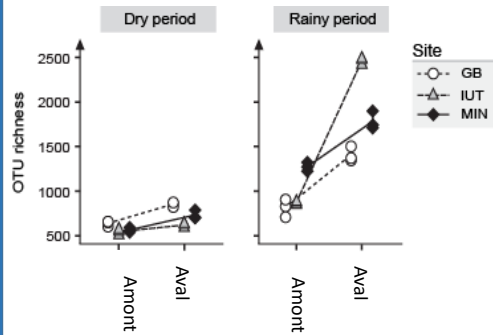 Dry period
Rainy period
OTU richness
2500
2000
1500
1000
500
Amont
Aval
Amont
Aval
Site
GB
IUT
MIN